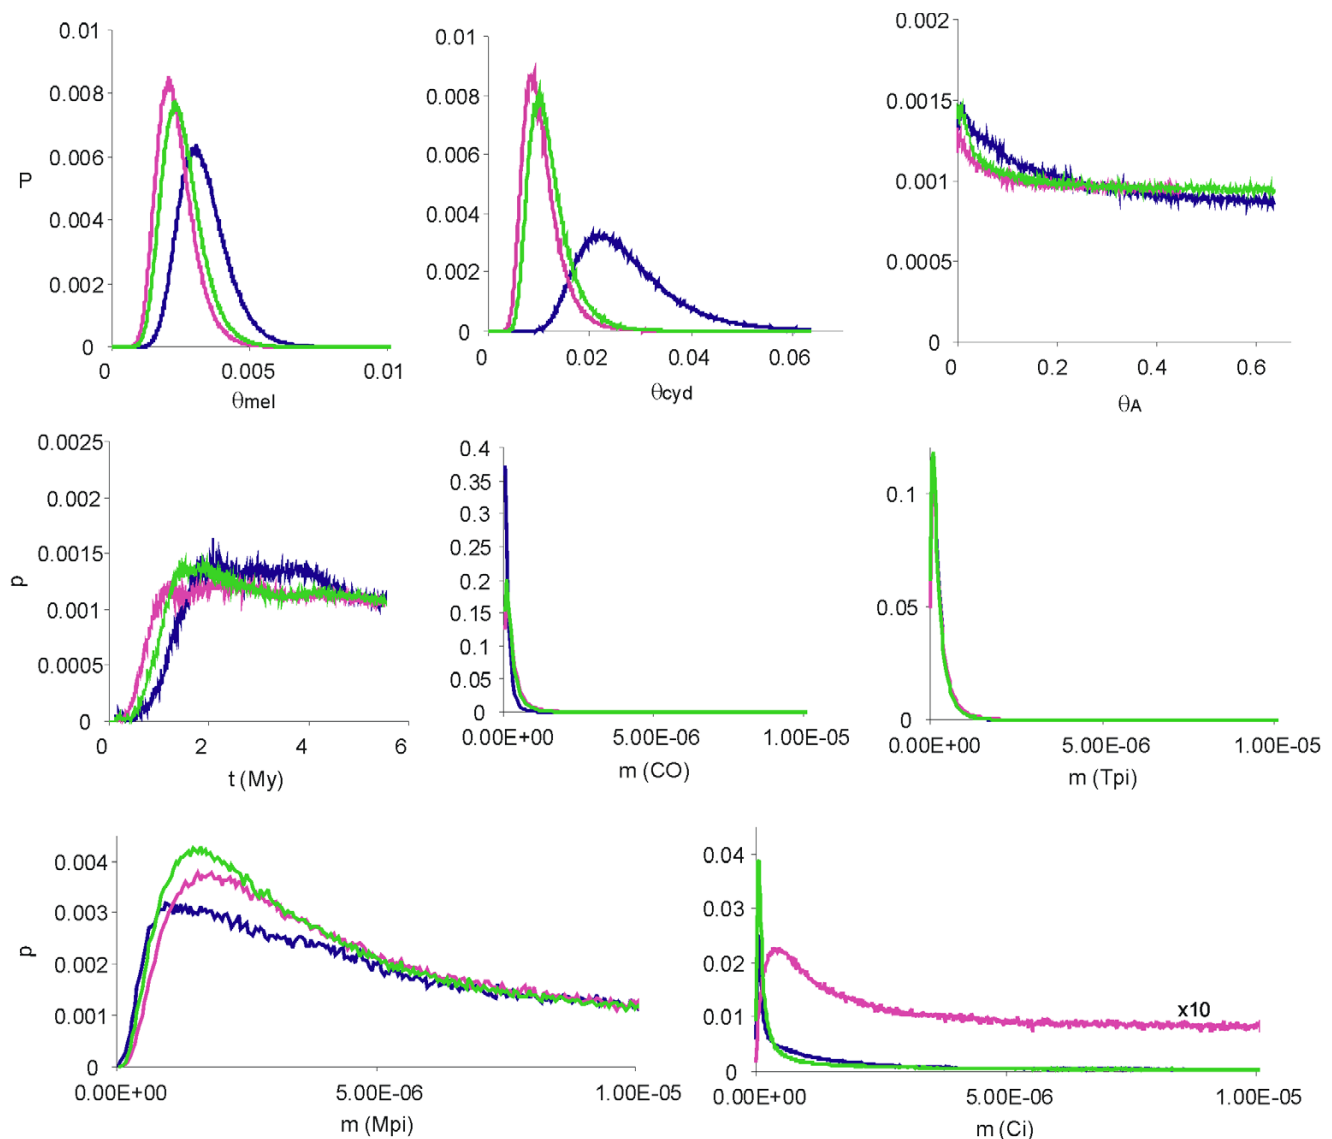 0.01
0.008
0.006
0.004
0.002
0
P
0
0.005
0.01
θmel
0.01
0.008
0.006
0.004
0.002
0
0
0.02
0.04
0.06
θcyd
0.002
0.0015
0.001
0.0005
0
0
0.2
0.4
0.6
θA
0.0025
0.002
0.0015
0.001
0.0005
0
p
0
2
4
6
t (My)
0.4
0.35
0.3
0.25
0.2
0.15
0.1
0.05
0
0.00E+00
5.00E-06
1.00E-05
m (CO)
0.1
0.05
0
0.00E+00
5.00E-06
1.00E-05
m (Tpi)
0.004
0.003
0.002
0.001
0
p
0.00E+00
5.00E-06
1.00E-05
m (Mpi)
0.04
0.03
0.02
0.01
0
x10
0.00E+00
5.00E-06
1.00E-05
m (Ci)